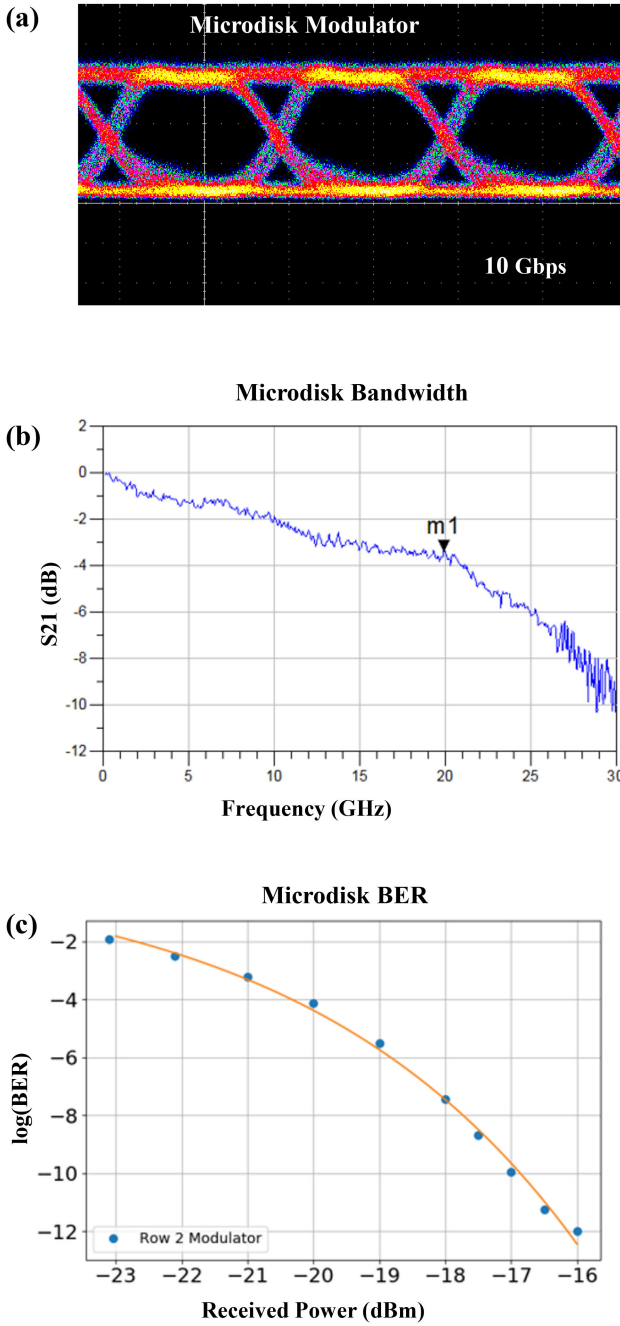 (a)
Microdisk Modulator
10 Gbps
Microdisk Bandwidth
(b)
2
0
-2
-4
-6
-8
-10
-12
m1
S21 (dB)
0 5 10 15 20 25 30
Frequency (GHz)
Microdisk BER
(c)
−2
−4
−6
−8
−10
−12
log(BER)
Row 2 Modulator
−23 −22 −21 −20 −19 −18 −17 −16
Received Power (dBm)